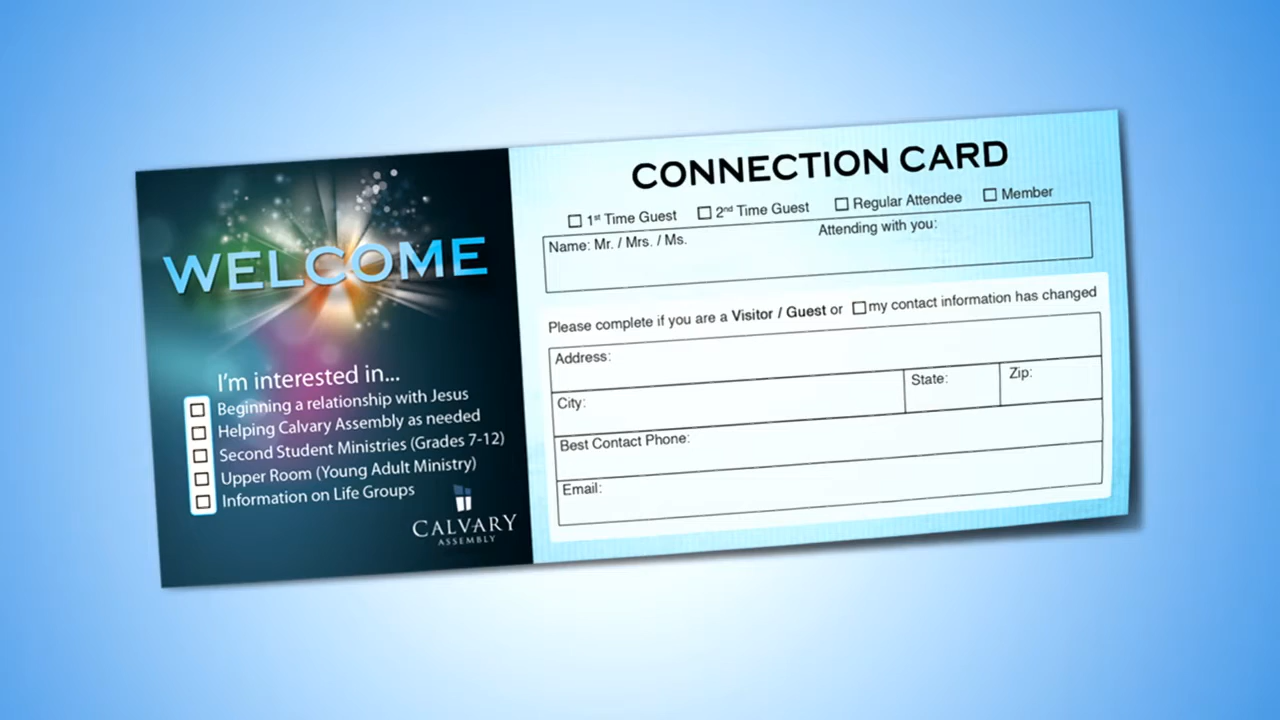 WELCOME
I'm interested in...
Beginning a relationship with Jesus
Helping Calvary Assembly as needed
Second Student Ministries (Grades 7-12)
Upper Room (Young Adult Ministry)
Information on Life Groups
CALVARY
ASSEMBLY
CONNECTION CARD
1st Time Guest 2nd Time Guest Regular Attendee Member
Name: Mr. / Mrs. / Ms. Attending with you:
Please complete if you are a Visitor / Guest or my contact information has changed
Address:
City: State: Zip:
Best Contact Phone:
Email: